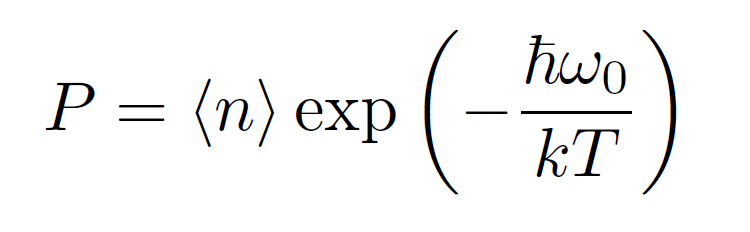 P = ⟨n⟩ exp(−ħω₀/kT)